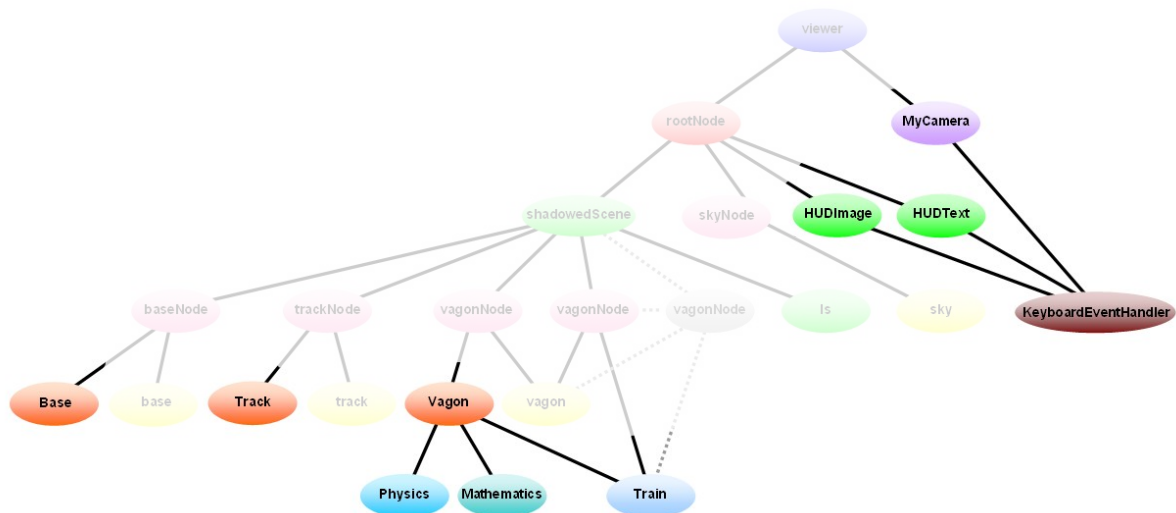 viewer
rootNode
MyCamera
shadowedScene
skyNode
HUDImage
HUDText
baseNode
trackNode
vagonNode
vagonNode
vagonNode
ls
sky
KeyboardEventHandler
Base
base
Track
track
Vagon
vagon
Physics
Mathematics
Train